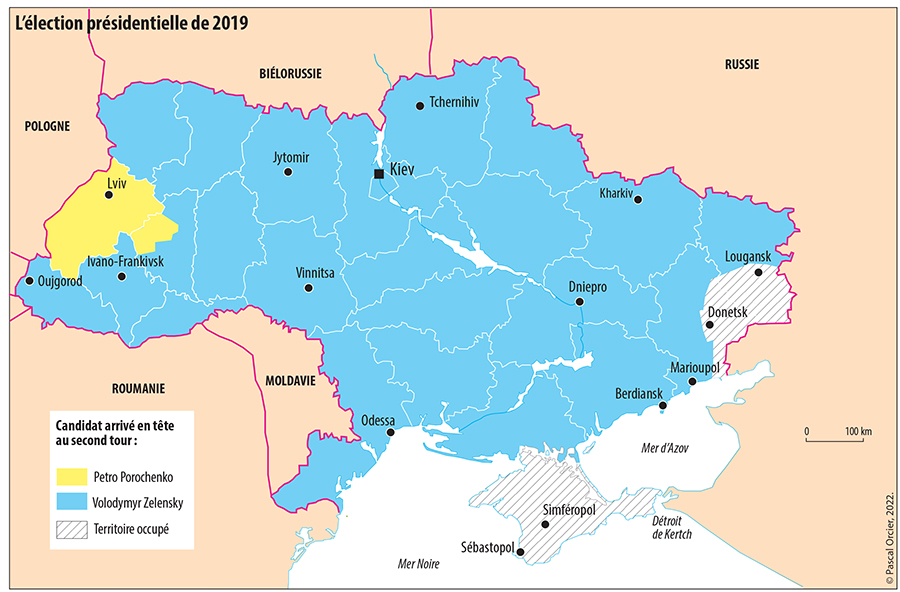 L’élection présidentielle de 2019
BIÉLORUSSIE
RUSSIE
POLOGNE
Tchernihiv
Jytomir
Kiev
Lviv
Kharkiv
Ivano-Frankivsk
Oujgorod
Vinnitsa
Lougansk
Dniepro
Donetsk
Marioupol
ROUMANIE
MOLDAVIE
Berdiansk
Odessa
Candidat arrivé en tête
au second tour :
Petro Porochenko
Volodymyr Zelensky
Territoire occupé
Mer d’Azov
0 100 km
Simféropol
Sébastopol
Détroit
de Kertch
Mer Noire
© Pascal Orcier, 2022.